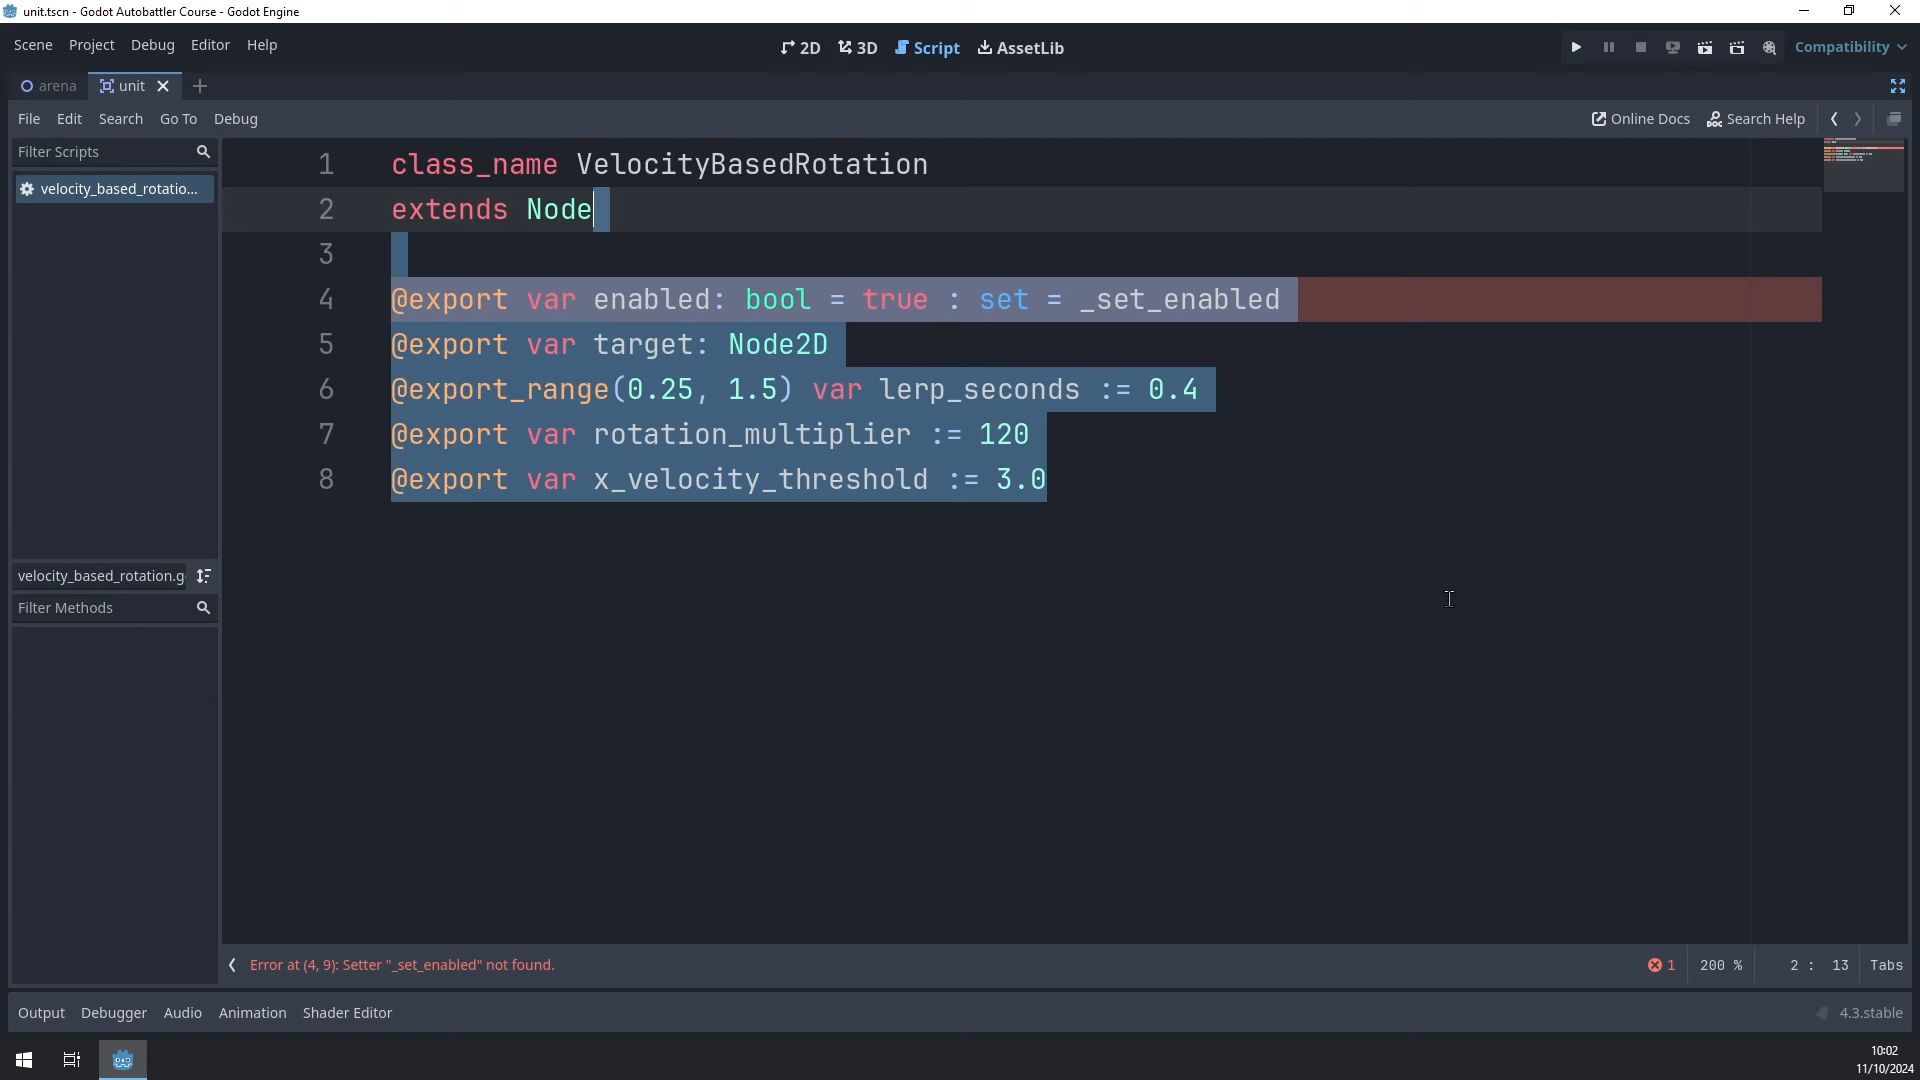 unit.tscn - Godot Autobattler Course - Godot Engine
Scene Project Debug Editor Help
2D 3D Script AssetLib
Compatibility
arena unit
File Edit Search Go To Debug
Online Docs Search Help
Filter Scripts
velocity_based_rotatio...
velocity_based_rotation.g
Filter Methods
1 class_name VelocityBasedRotation
2 extends Node
3
4 @export var enabled: bool = true : set = _set_enabled
5 @export var target: Node2D
6 @export_range(0.25, 1.5) var lerp_seconds := 0.4
7 @export var rotation_multiplier := 120
8 @export var x_velocity_threshold := 3.0
Error at (4, 9): Setter "_set_enabled" not found.
1 200 % 2 : 13 Tabs
Output Debugger Audio Animation Shader Editor
4.3.stable
10:02
11/10/2024